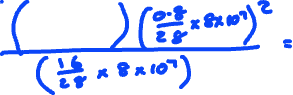 (          ) (0.8/28 × 8×10⁷)²
(16/28 × 8×10⁷) =